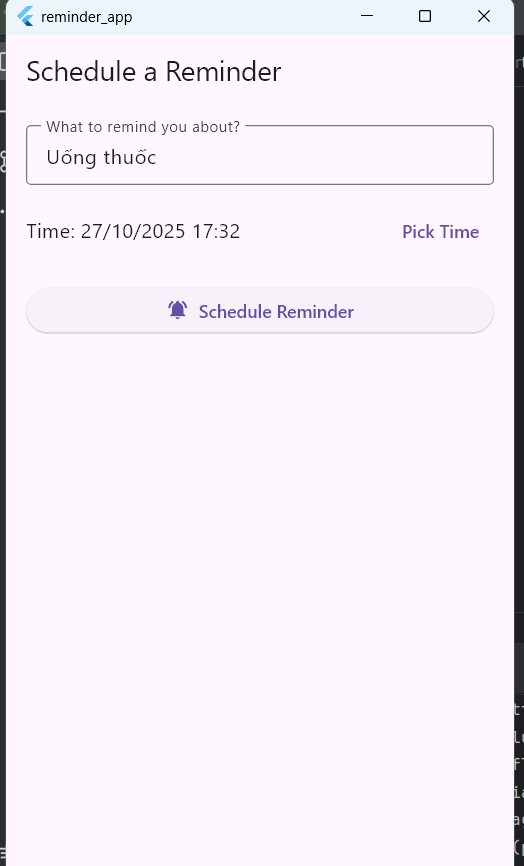 reminder_app
Schedule a Reminder
What to remind you about?
Uống thuốc
Time: 27/10/2025 17:32
Pick Time
Schedule Reminder